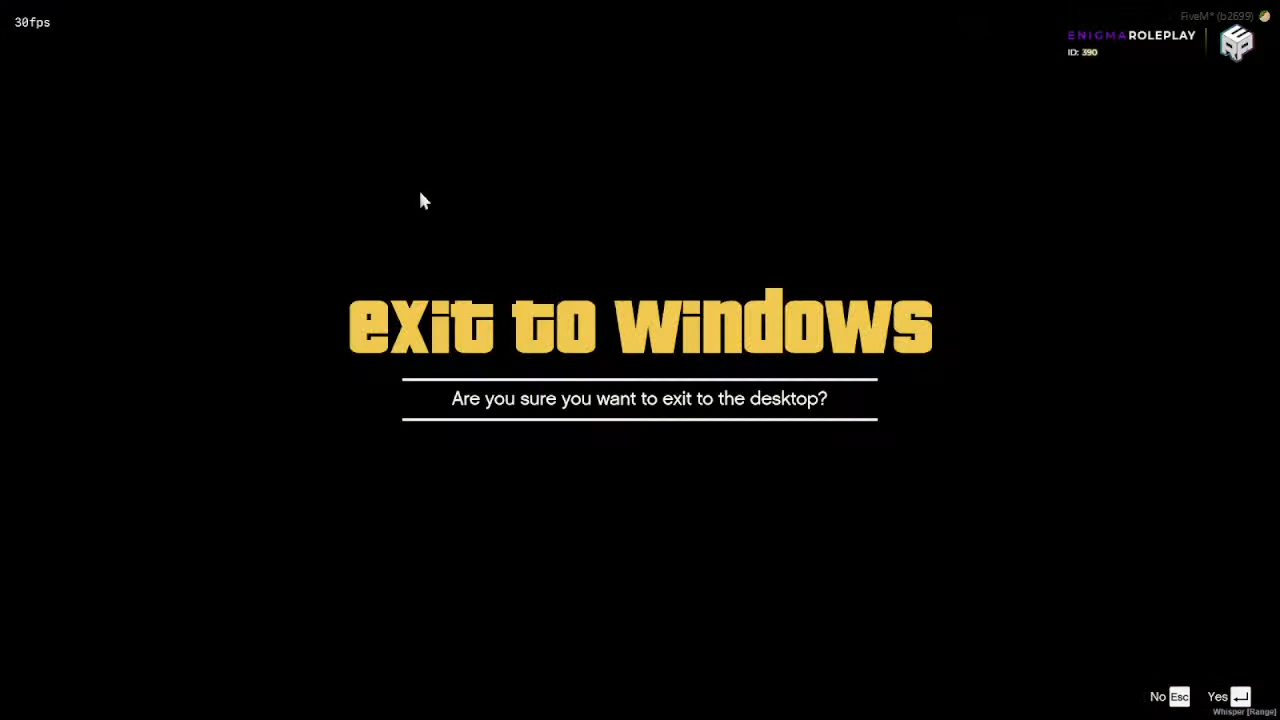 30fps
FiveM* (b2699)
ENIGMAROLEPLAY
ID: 390
exit to windows
Are you sure you want to exit to the desktop?
No Esc Yes
Whisper [Range]